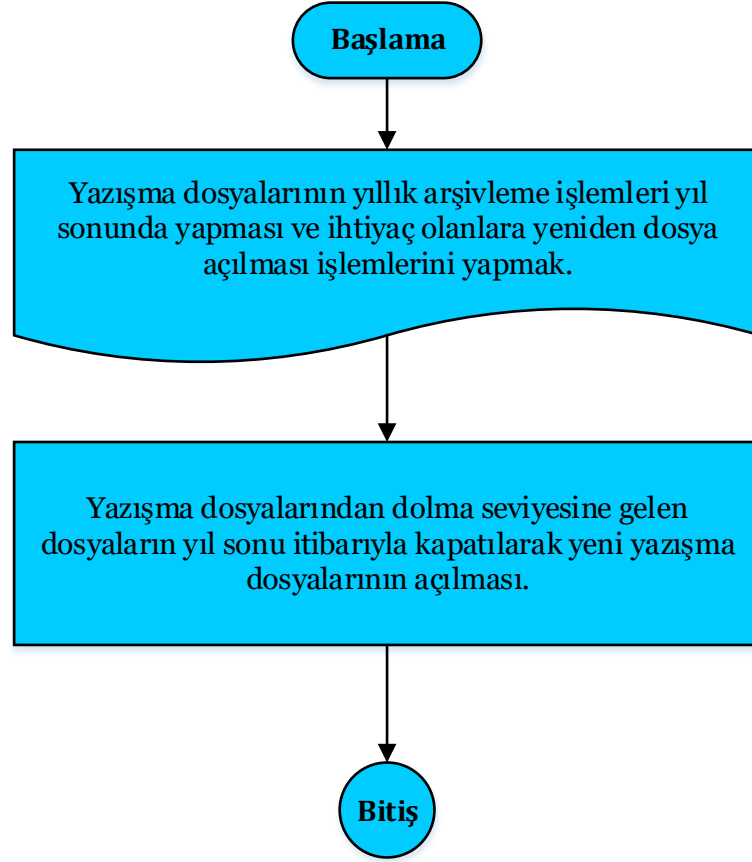 Başlama
Yazışma dosyalarının yıllık arşivleme işlemleri yıl
sonunda yapması ve ihtiyaç olanlara yeniden dosya
açılması işlemlerini yapmak.
Yazışma dosyalarından dolma seviyesine gelen
dosyaların yıl sonu itibarıyla kapatılarak yeni yazışma
dosyalarının açılması.
Bitiş